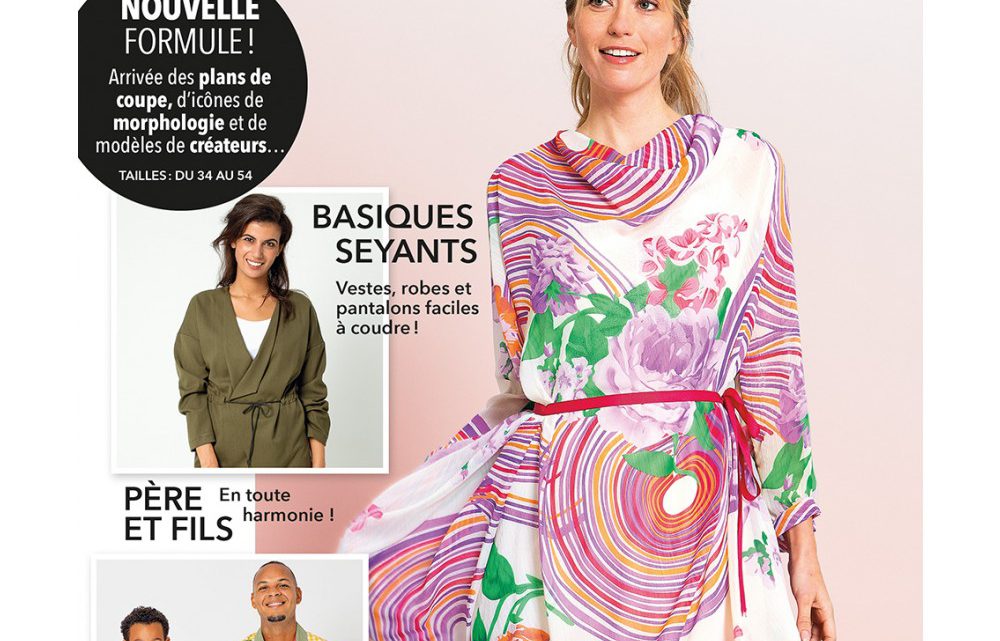 NOUVELLE
FORMULE !
Arrivée des plans de
coupe, d’icônes de
morphologie et de
modèles de créateurs…
TAILLES : DU 34 AU 54
BASIQUES
SEYANTS
Vestes, robes et
pantalons faciles
à coudre !
PÈRE
ET FILS
En toute
harmonie !